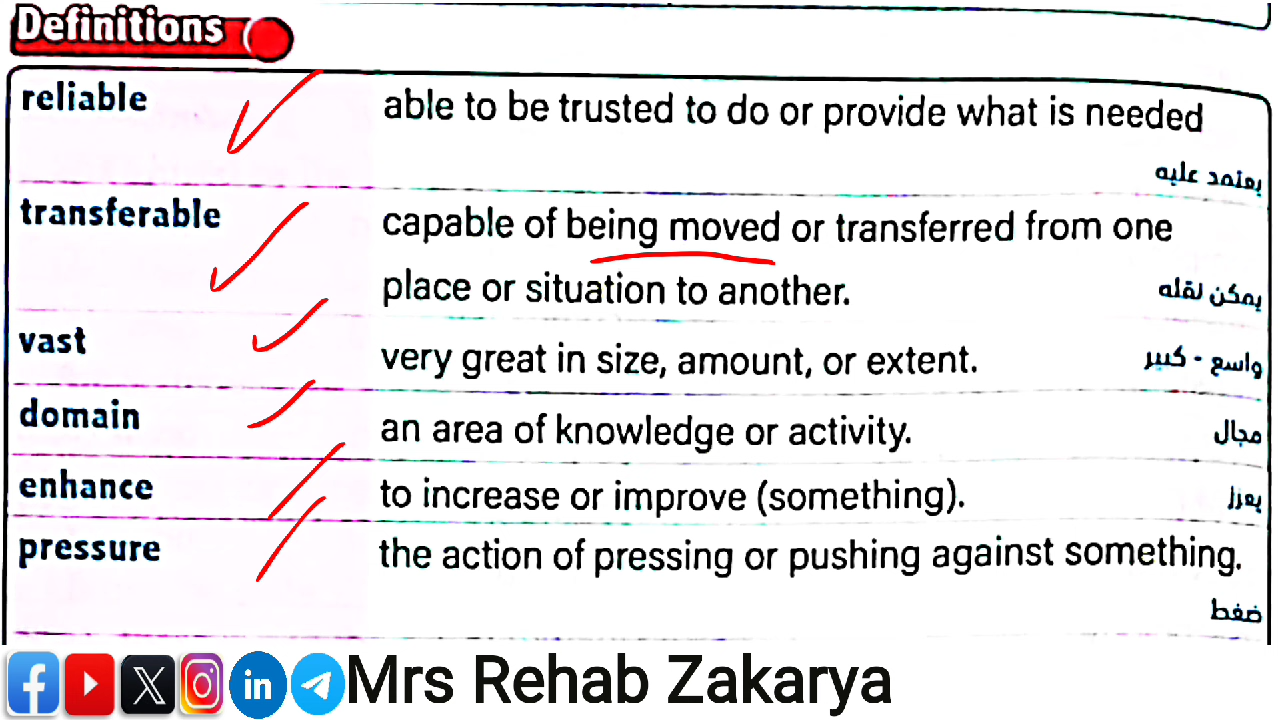 Definitions
reliable able to be trusted to do or provide what is needed
يعتمد عليه
transferable capable of being moved or transferred from one
place or situation to another. يمكن نقله
vast very great in size, amount, or extent. واسع - كبير
domain an area of knowledge or activity. مجال
enhance to increase or improve (something). يعزز
pressure the action of pressing or pushing against something.
ضغط
Mrs Rehab Zakarya